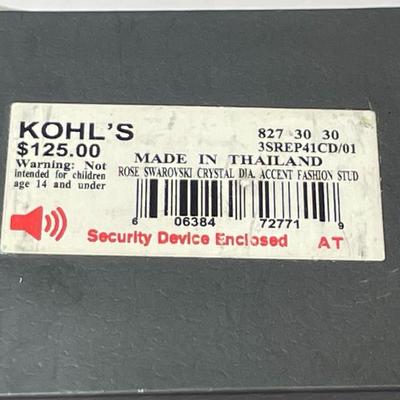 KOHL'S
$125.00
Warning: Not
intended for children
age 14 and under
827 30 30
3SREP41CD/01
MADE IN THAILAND
ROSE SWAROVSKI CRYSTAL DIA. ACCENT FASHION STUD
6 06384 72771 9
Security Device Enclosed AT